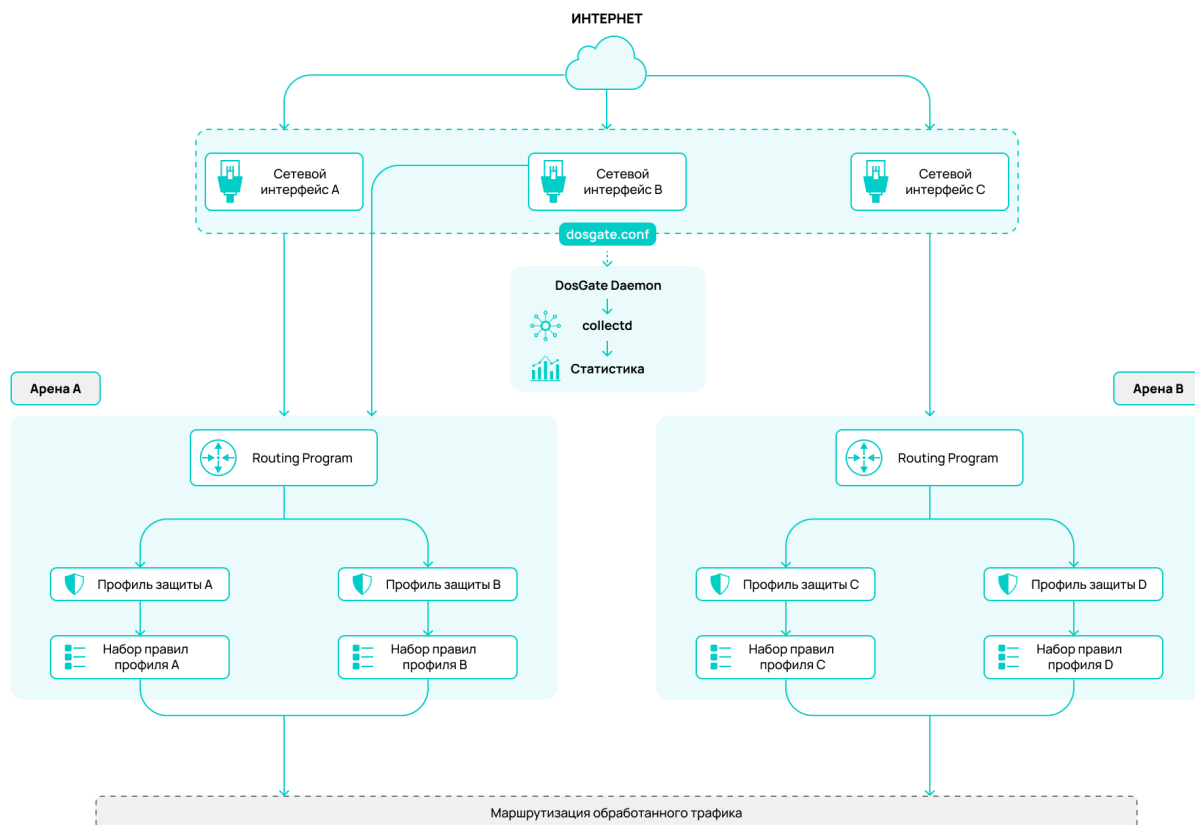 ИНТЕРНЕТ
Сетевой
интерфейс A
Сетевой
интерфейс B
Сетевой
интерфейс C
dosgate.conf
DosGate Daemon
collectd
Статистика
Арена A
Арена B
Routing Program
Routing Program
Профиль защиты A
Профиль защиты B
Профиль защиты C
Профиль защиты D
Набор правил
профиля A
Набор правил
профиля B
Набор правил
профиля C
Набор правил
профиля D
Маршрутизация обработанного трафика